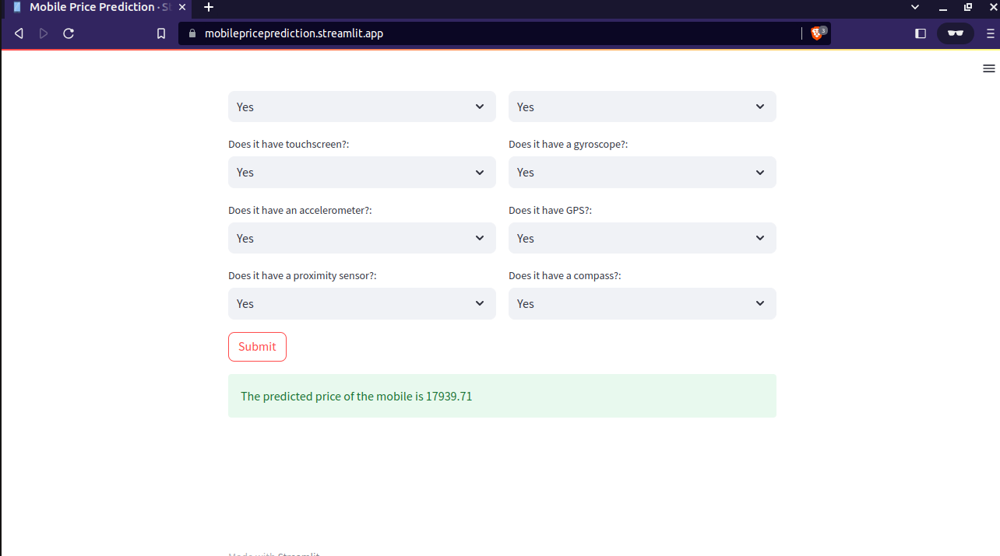 Mobile Price Prediction · St
mobilepriceprediction.streamlit.app
3
Yes Yes
Does it have touchscreen?: Does it have a gyroscope?:
Yes Yes
Does it have an accelerometer?: Does it have GPS?:
Yes Yes
Does it have a proximity sensor?: Does it have a compass?:
Yes Yes
Submit
The predicted price of the mobile is 17939.71
Made with Streamlit